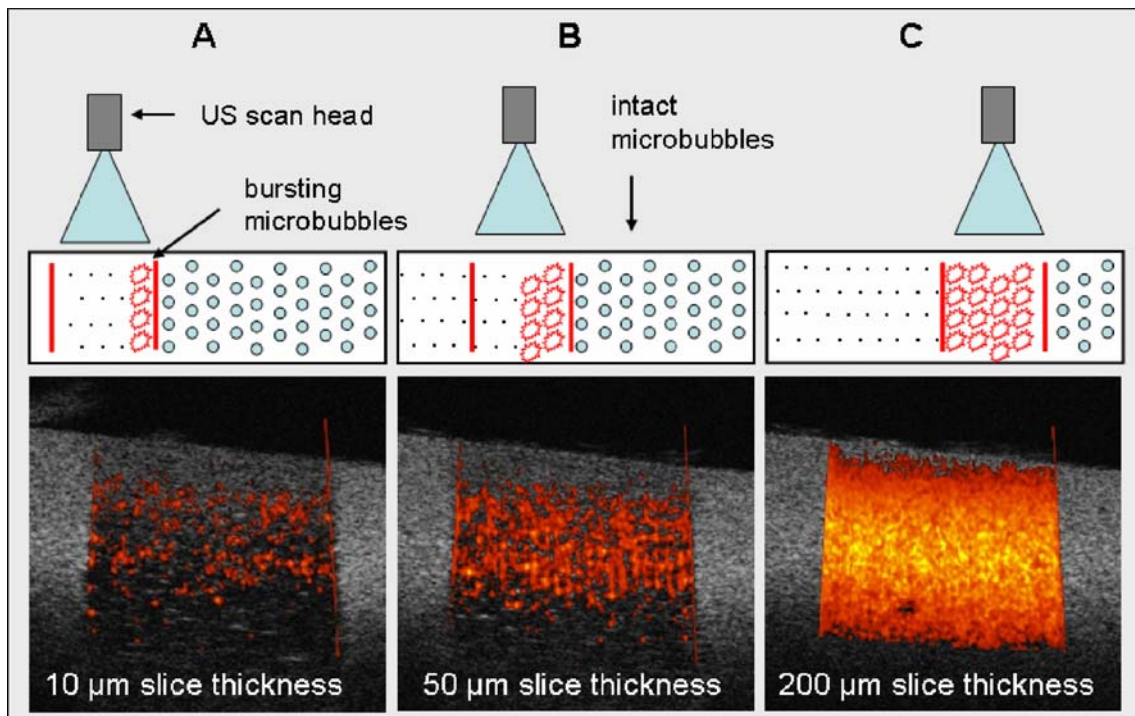 A
B
C
US scan head
bursting
microbubbles
intact
microbubbles
10 µm slice thickness
50 µm slice thickness
200 µm slice thickness